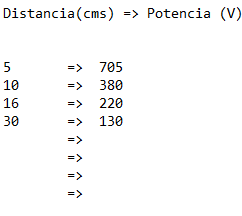 Distancia(cms) => Potencia (V)
5 => 705
10 => 380
16 => 220
30 => 130
=>
=>
=>
=>